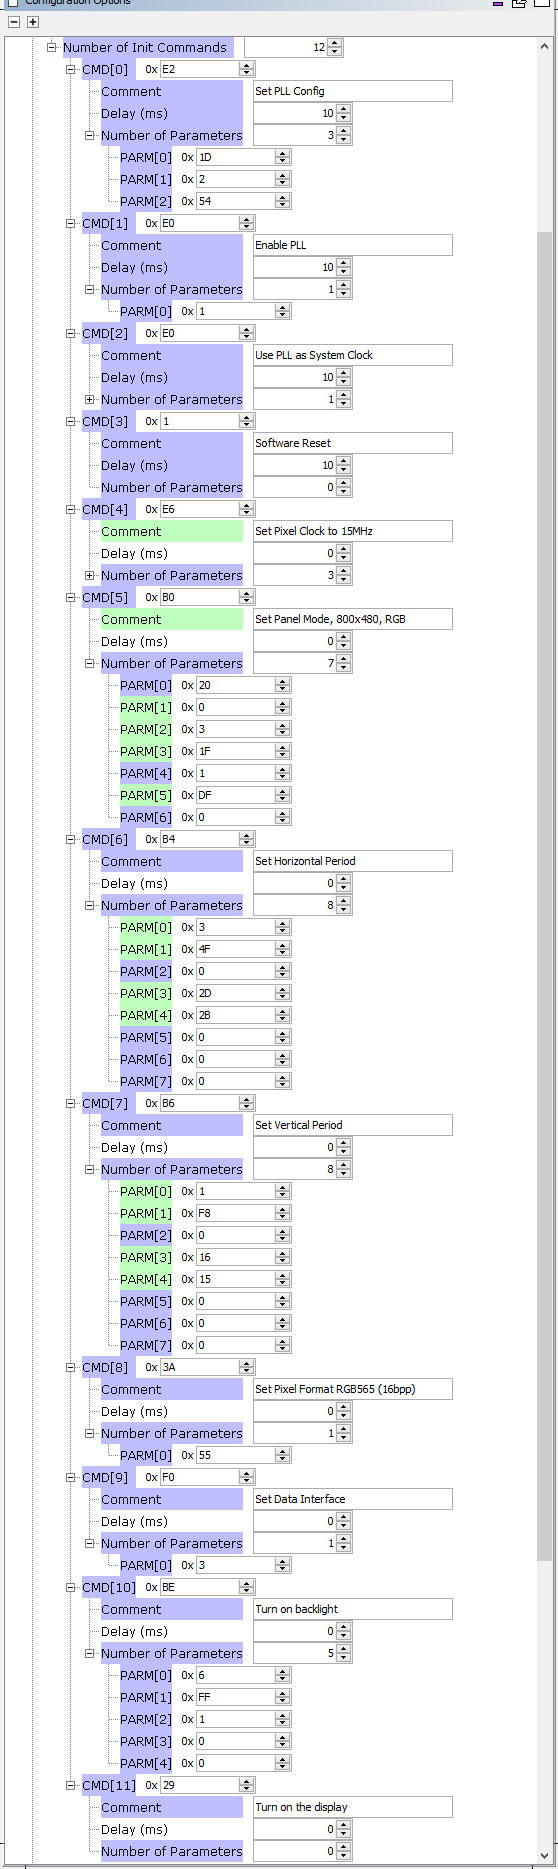 Configuration Options
Number of Init Commands 12
CMD[0] 0x E2
Comment Set PLL Config
Delay (ms) 10
Number of Parameters 3
PARM[0] 0x 1D
PARM[1] 0x 2
PARM[2] 0x 54
CMD[1] 0x E0
Comment Enable PLL
Delay (ms) 10
Number of Parameters 1
PARM[0] 0x 1
CMD[2] 0x E0
Comment Use PLL as System Clock
Delay (ms) 10
Number of Parameters 1
CMD[3] 0x 1
Comment Software Reset
Delay (ms) 10
Number of Parameters 0
CMD[4] 0x E6
Comment Set Pixel Clock to 15MHz
Delay (ms) 0
Number of Parameters 3
CMD[5] 0x B0
Comment Set Panel Mode, 800x480, RGB
Delay (ms) 0
Number of Parameters 7
PARM[0] 0x 20
PARM[1] 0x 0
PARM[2] 0x 3
PARM[3] 0x 1F
PARM[4] 0x 1
PARM[5] 0x DF
PARM[6] 0x 0
CMD[6] 0x B4
Comment Set Horizontal Period
Delay (ms) 0
Number of Parameters 8
PARM[0] 0x 3
PARM[1] 0x 4F
PARM[2] 0x 0
PARM[3] 0x 2D
PARM[4] 0x 2B
PARM[5] 0x 0
PARM[6] 0x 0
PARM[7] 0x 0
CMD[7] 0x B6
Comment Set Vertical Period
Delay (ms) 0
Number of Parameters 8
PARM[0] 0x 1
PARM[1] 0x F8
PARM[2] 0x 0
PARM[3] 0x 16
PARM[4] 0x 15
PARM[5] 0x 0
PARM[6] 0x 0
PARM[7] 0x 0
CMD[8] 0x 3A
Comment Set Pixel Format RGB565 (16bpp)
Delay (ms) 0
Number of Parameters 1
PARM[0] 0x 55
CMD[9] 0x F0
Comment Set Data Interface
Delay (ms) 0
Number of Parameters 1
PARM[0] 0x 3
CMD[10] 0x BE
Comment Turn on backlight
Delay (ms) 0
Number of Parameters 5
PARM[0] 0x 6
PARM[1] 0x FF
PARM[2] 0x 1
PARM[3] 0x 0
PARM[4] 0x 0
CMD[11] 0x 29
Comment Turn on the display
Delay (ms) 0
Number of Parameters 0